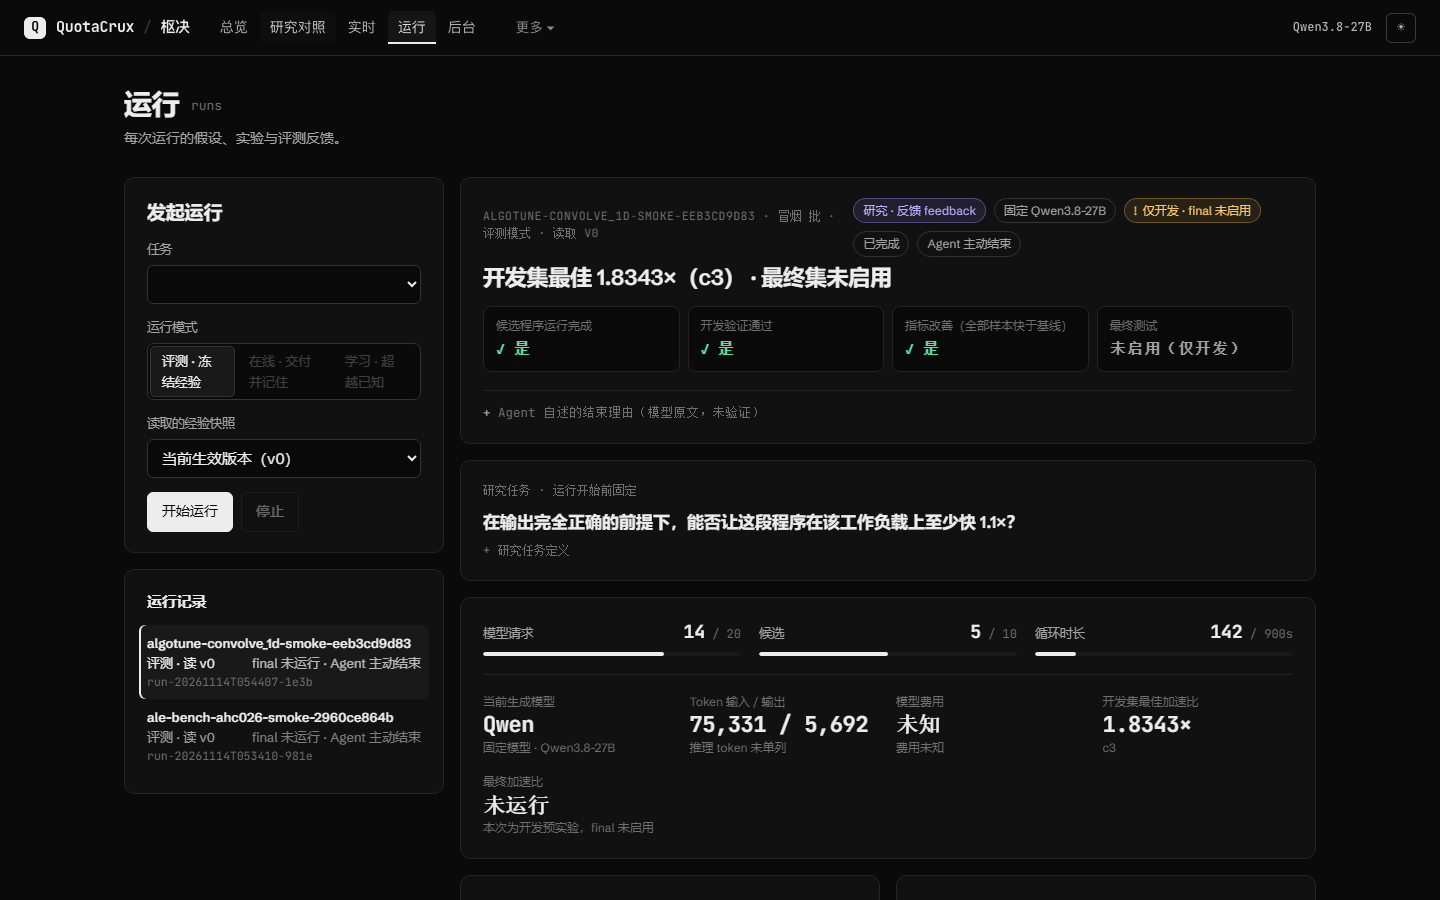 Q QuotaCrux / 枢决 总览 研究对照 实时 运行 后台 更多 Qwen3.8-27B
运行 runs
每次运行的假设、实验与评测反馈。
发起运行
任务
运行模式
评测 · 冻结经验
在线 · 交付并记住
学习 · 超越已知
读取的经验快照
当前生效版本（v0）
开始运行 停止
运行记录
algotune-convolve_1d-smoke-eeb3cd9d83
评测 · 读 v0 final 未运行 · Agent 主动结束
run-20261114T054407-1e3b
ale-bench-ahc026-smoke-2960ce864b
评测 · 读 v0 final 未运行 · Agent 主动结束
run-20261114T053410-981e
ALGOTUNE-CONVOLVE_1D-SMOKE-EEB3CD9D83 · 冒烟 批 ·
评测模式 · 读取 V0
研究 · 反馈 feedback 固定 Qwen3.8-27B ! 仅开发 · final 未启用
已完成 Agent 主动结束
开发集最佳 1.8343×（c3） · 最终集未启用
候选程序运行完成
✓ 是
开发验证通过
✓ 是
指标改善（全部样本快于基线）
✓ 是
最终测试
未启用（仅开发）
+ Agent 自述的结束理由（模型原文，未验证）
研究任务 · 运行开始前固定
在输出完全正确的前提下，能否让这段程序在该工作负载上至少快 1.1×？
+ 研究任务定义
模型请求 14 / 20
候选 5 / 10
循环时长 142 / 900s
当前生成模型
Qwen
固定模型 · Qwen3.8-27B
Token 输入 / 输出
75,331 / 5,692
推理 token 未单列
模型费用
未知
费用未知
开发集最佳加速比
1.8343×
c3
最终加速比
未运行
本次为开发预实验，final 未启用